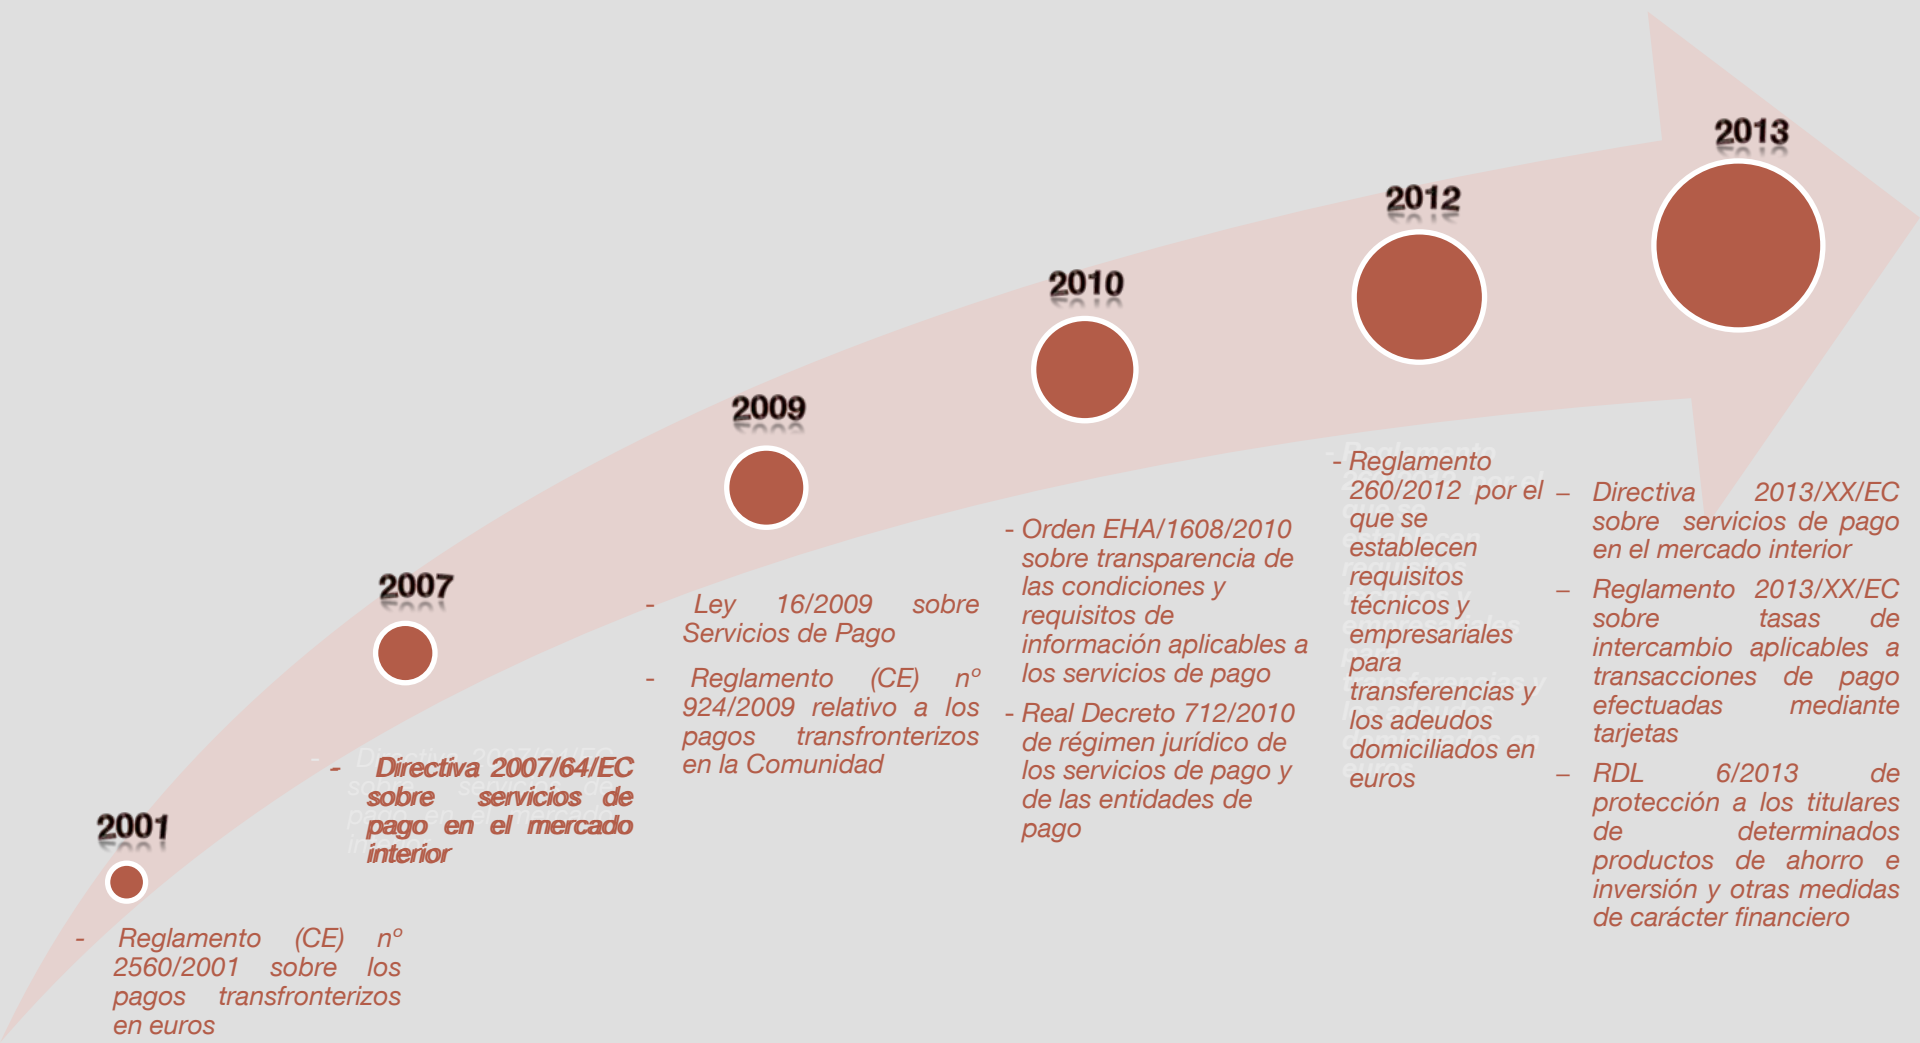 2001
- Reglamento (CE) nº
2560/2001 sobre los
pagos transfronterizos
en euros
2007
- Directiva 2007/64/EC
sobre servicios de
pago en el mercado
interior
2009
- Ley 16/2009 sobre
Servicios de Pago
- Reglamento (CE) nº
924/2009 relativo a los
pagos transfronterizos
en la Comunidad
2010
- Orden EHA/1608/2010
sobre transparencia de
las condiciones y
requisitos de
información aplicables a
los servicios de pago
- Real Decreto 712/2010
de régimen jurídico de
los servicios de pago y
de las entidades de
pago
2012
- Reglamento
260/2012 por el
que se
establecen
requisitos
técnicos y
empresariales
para
transferencias y
los adeudos
domiciliados en
euros
2013
– Directiva 2013/XX/EC
sobre servicios de pago
en el mercado interior
– Reglamento 2013/XX/EC
sobre tasas de
intercambio aplicables a
transacciones de pago
efectuadas mediante
tarjetas
– RDL 6/2013 de
protección a los titulares
de determinados
productos de ahorro e
inversión y otras medidas
de carácter financiero